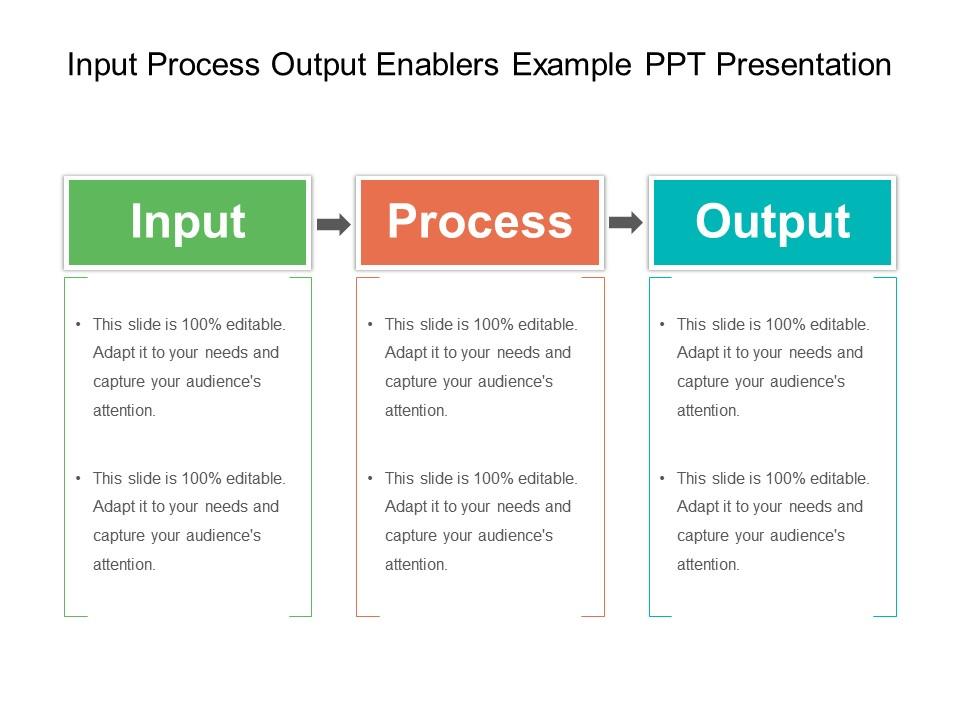 Input Process Output Enablers Example PPT Presentation
Input
Process
Output
• This slide is 100% editable.
Adapt it to your needs and
capture your audience's
attention.
• This slide is 100% editable.
Adapt it to your needs and
capture your audience's
attention.
• This slide is 100% editable.
Adapt it to your needs and
capture your audience's
attention.
• This slide is 100% editable.
Adapt it to your needs and
capture your audience's
attention.
• This slide is 100% editable.
Adapt it to your needs and
capture your audience's
attention.
• This slide is 100% editable.
Adapt it to your needs and
capture your audience's
attention.